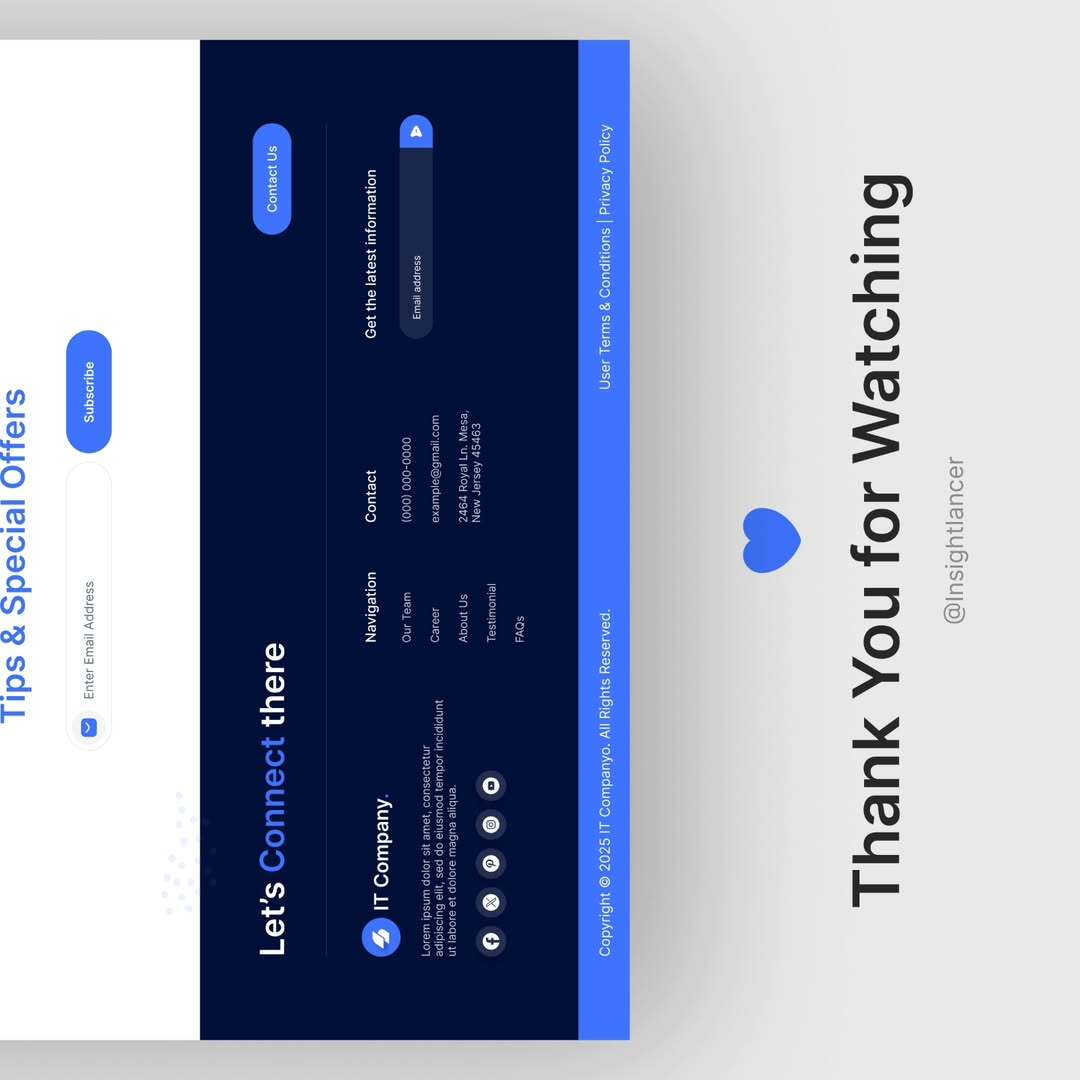 Tips & Special Offers
Enter Email Address
Subscribe
Let's Connect there
Contact Us
IT Company.
Lorem ipsum dolor sit amet, consectetur
adipiscing elit, sed do eiusmod tempor incididunt
ut labore et dolore magna aliqua.
Navigation
Our Team
Career
About Us
Testimonial
FAQs
Contact
(000) 000-0000
example@gmail.com
2464 Royal Ln. Mesa,
New Jersey 45463
Get the latest information
Email address
Copyright © 2025 IT Companyo. All Rights Reserved.
User Terms & Conditions | Privacy Policy
Thank You for Watching
@Insightlancer